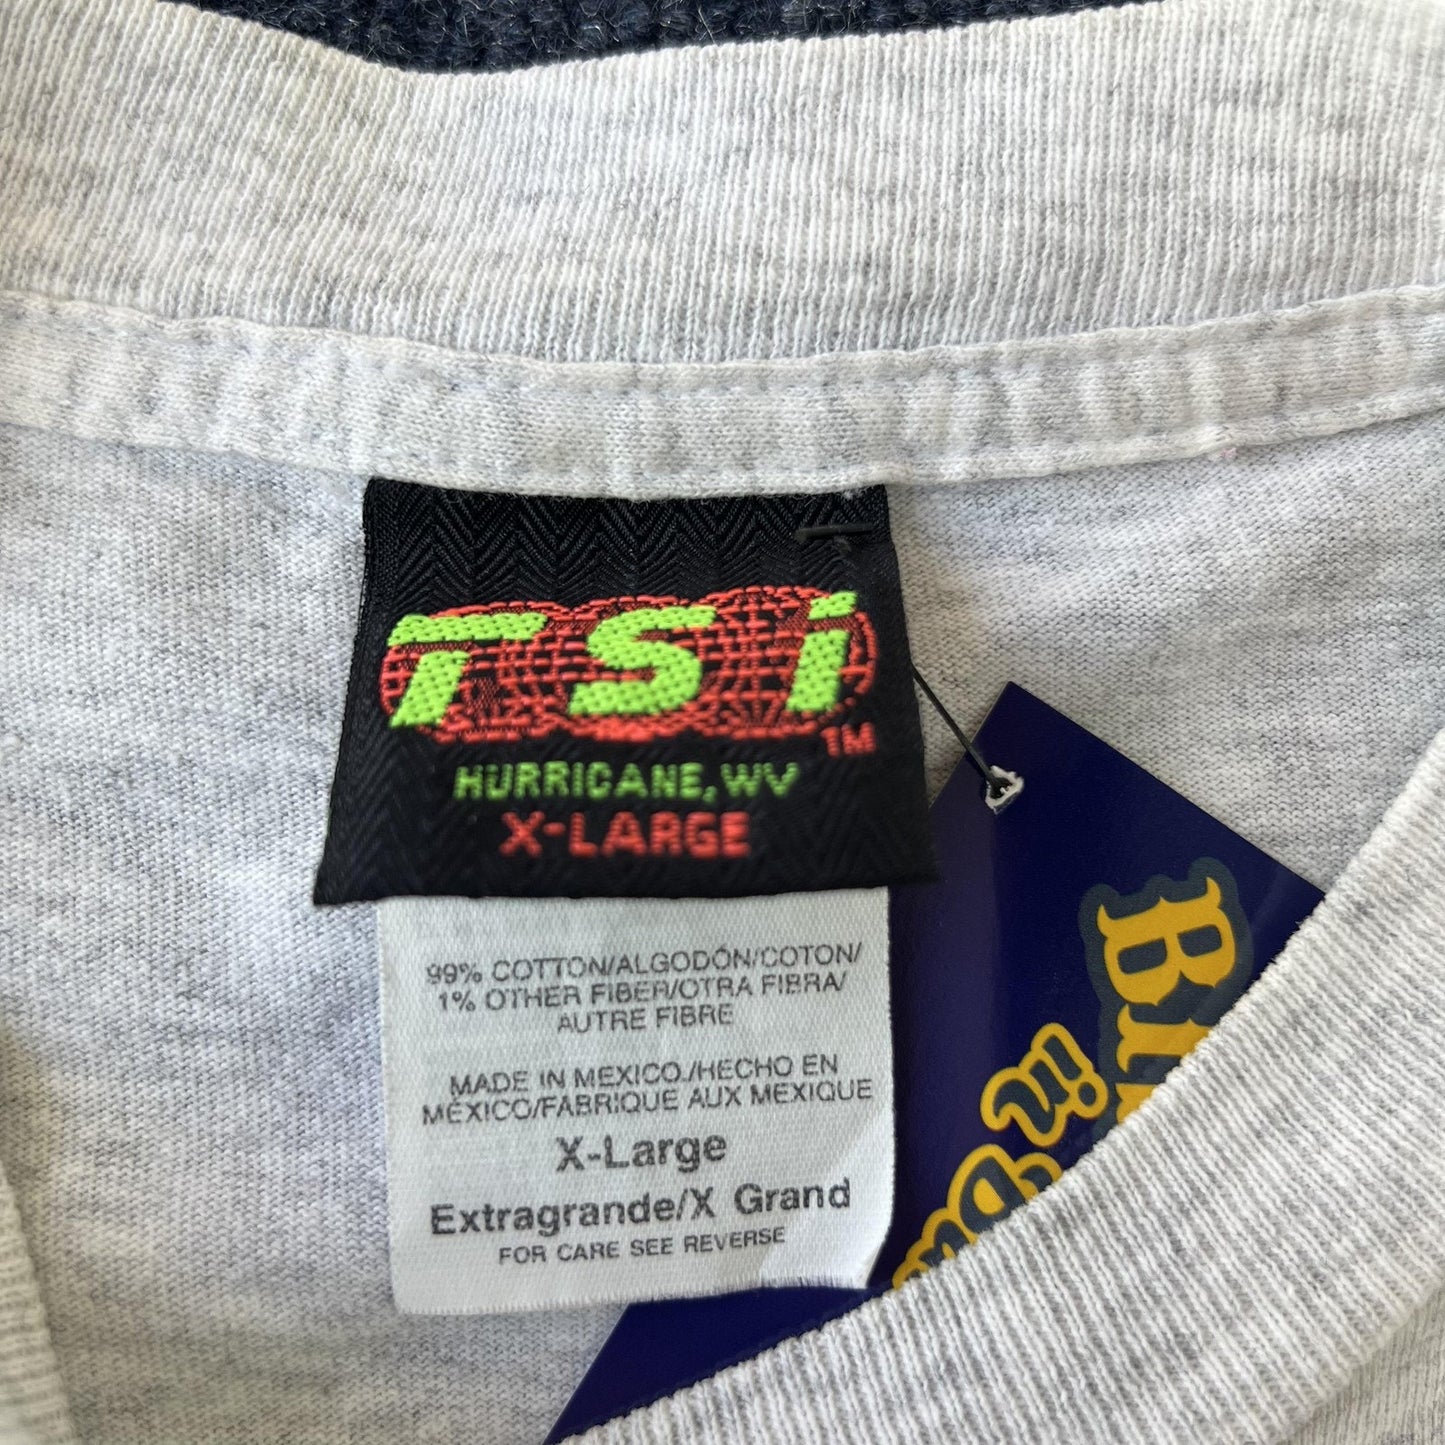 TSi
TM
HURRICANE, WV
X-LARGE
99% COTTON/ALGODÓN/COTON/
1% OTHER FIBER/OTRA FIBRA/
AUTRE FIBRE
MADE IN MEXICO./HECHO EN
MÉXICO/FABRIQUE AUX MEXIQUE
X-Large
Extragrande/X Grand
FOR CARE SEE REVERSE
in